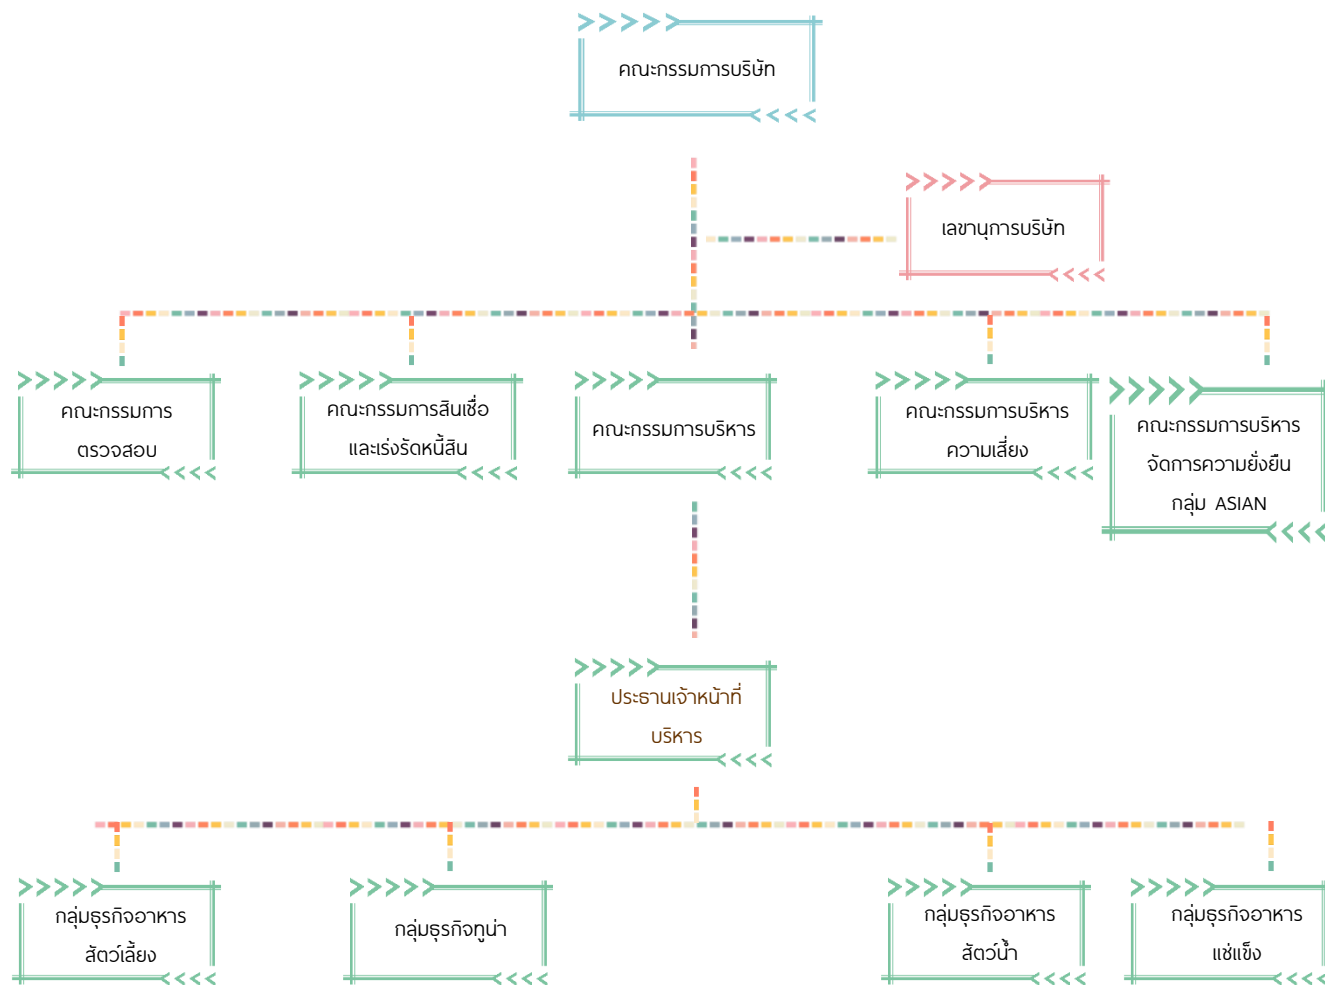 คณะกรรมการบริษัท
เลขานุการบริษัท
คณะกรรมการ
ตรวจสอบ
คณะกรรมการสินเชื่อ
และเร่งรัดหนี้สิน
คณะกรรมการบริหาร
คณะกรรมการบริหาร
ความเสี่ยง
คณะกรรมการบริหาร
จัดการความยั่งยืน
กลุ่ม ASIAN
ประธานเจ้าหน้าที่
บริหาร
กลุ่มธุรกิจอาหาร
สัตว์เลี้ยง
กลุ่มธุรกิจทูน่า
กลุ่มธุรกิจอาหาร
สัตว์น้ำ
กลุ่มธุรกิจอาหาร
แช่แข็ง